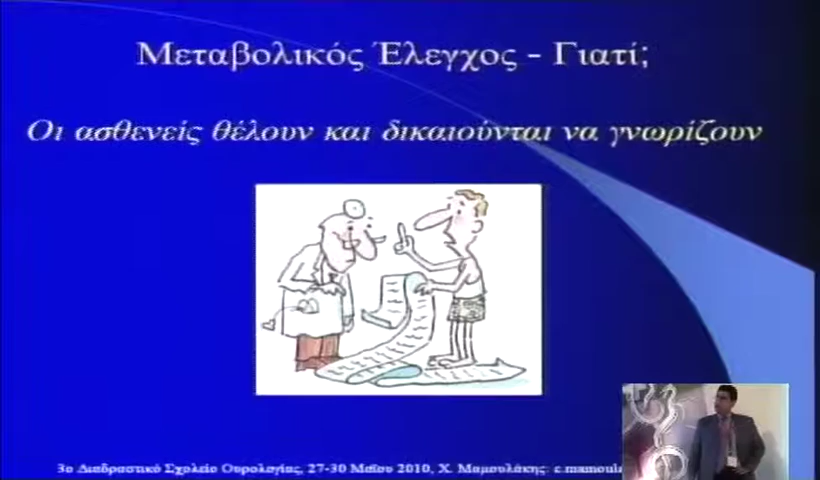 Μεταβολικός Έλεγχος - Γιατί;
Οι ασθενείς θέλουν και δικαιούνται να γνωρίζουν
3ο Διαδραστικό Σχολείο Ουρολογίας, 27-30 Μαΐου 2010, Χ. Μαμουλάκης: c.mamoula